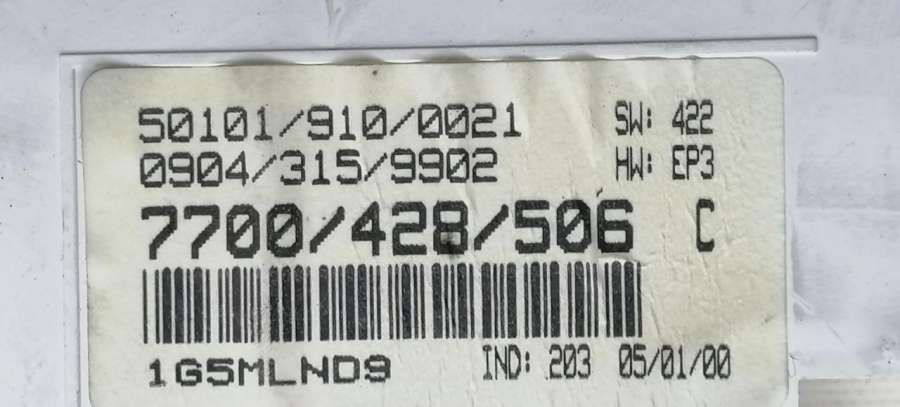 50101/910/0021 SW: 422
0904/315/9902 HW: EP3
7700/428/506 C
1G5MLND9 IND: 203 05/01/00